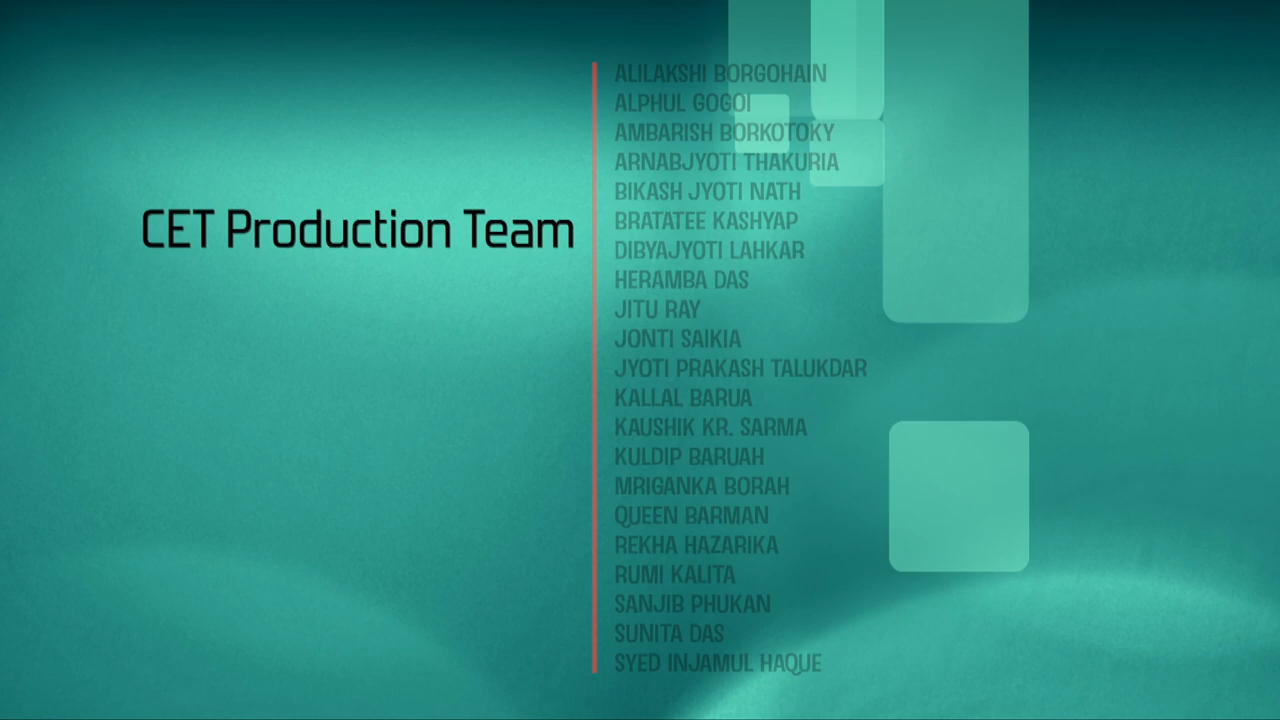 CET Production Team
ALILAKSHI BORGOHAIN
ALPHUL GOGOI
AMBARISH BORKOTOKY
ARNABJYOTI THAKURIA
BIKASH JYOTI NATH
BRATATEE KASHYAP
DIBYAJYOTI LAHKAR
HERAMBA DAS
JITU RAY
JONTI SAIKIA
JYOTI PRAKASH TALUKDAR
KALLAL BARUA
KAUSHIK KR. SARMA
KULDIP BARUAH
MRIGANKA BORAH
QUEEN BARMAN
REKHA HAZARIKA
RUMI KALITA
SANJIB PHUKAN
SUNITA DAS
SYED INJAMUL HAQUE